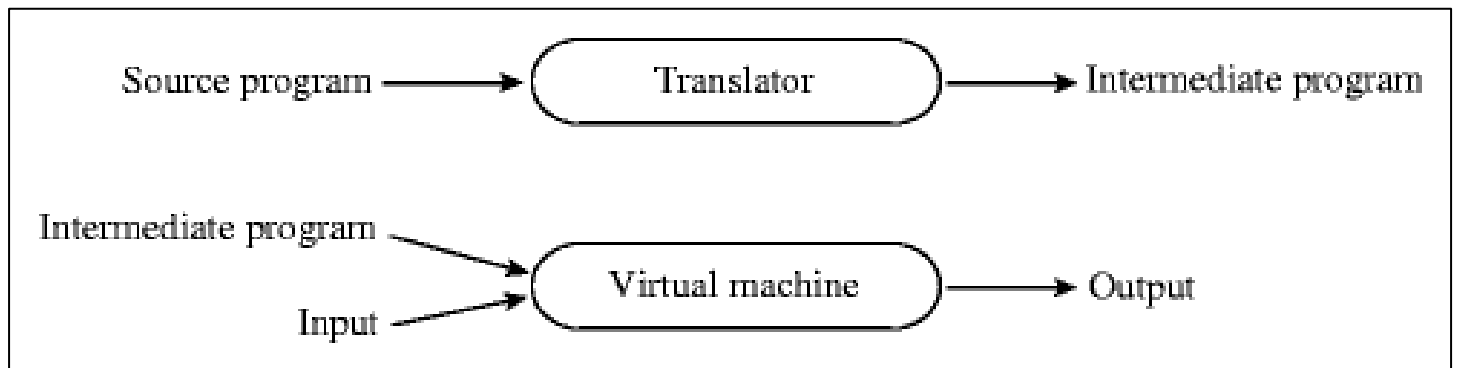 Source program
Translator
Intermediate program
Intermediate program
Virtual machine
Output
Input